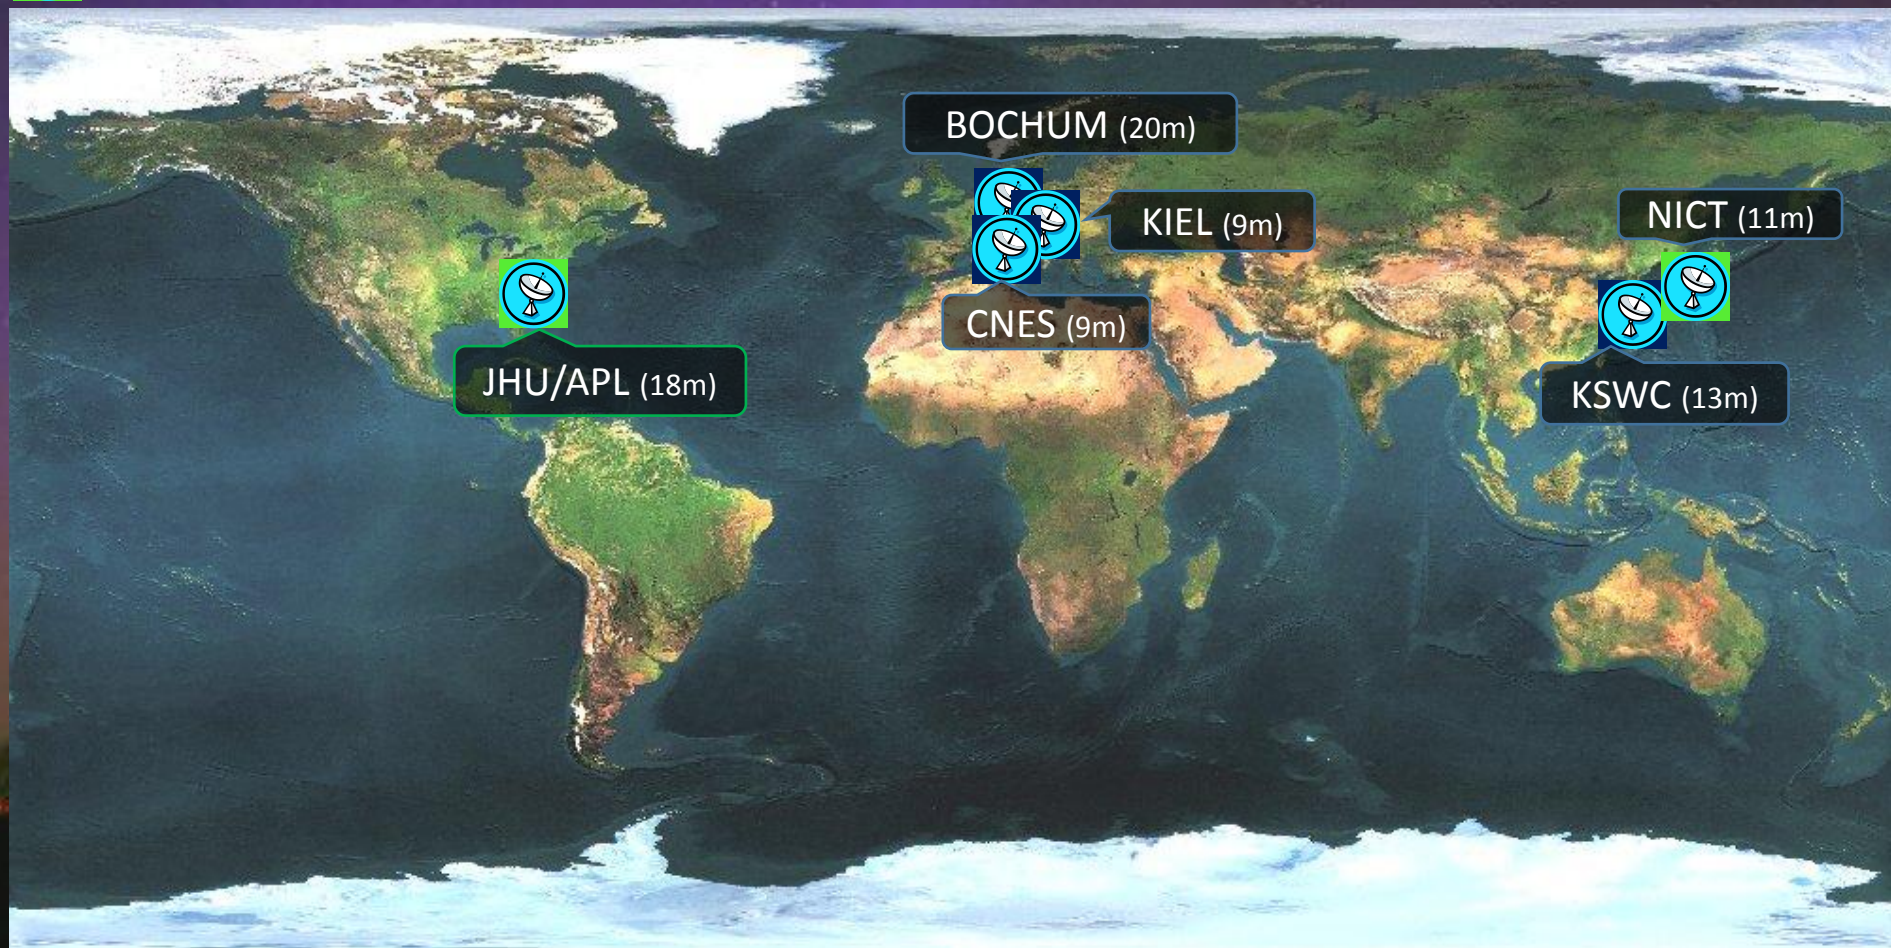 BOCHUM (20m)
KIEL (9m)
NICT (11m)
CNES (9m)
JHU/APL (18m)
KSWC (13m)